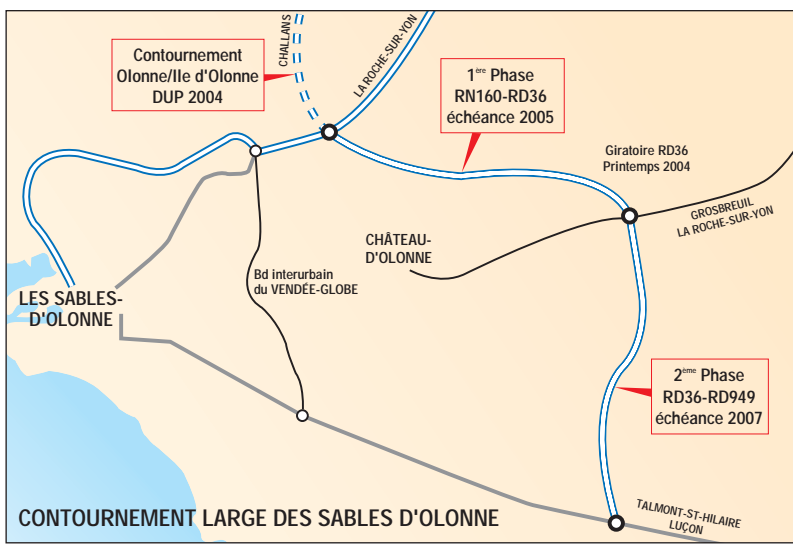 CHALLANS
LA ROCHE-SUR-YON
Contournement
Olonne/Ile d'Olonne
DUP 2004
1ère Phase
RN160-RD36
échéance 2005
Giratoire RD36
Printemps 2004
GROSBREUIL
LA ROCHE-SUR-YON
CHÂTEAU-
D'OLONNE
Bd interurbain
du VENDÉE-GLOBE
LES SABLES-
D'OLONNE
2ème Phase
RD36-RD949
échéance 2007
TALMONT-ST-HILAIRE
LUÇON
CONTOURNEMENT LARGE DES SABLES D'OLONNE